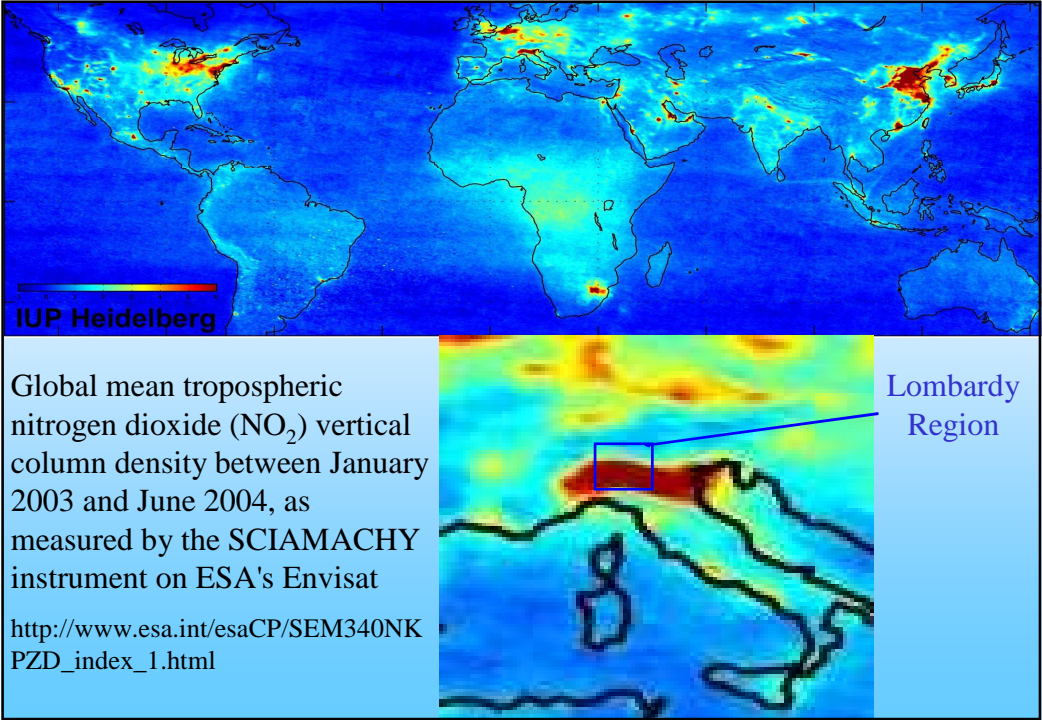 IUP Heidelberg
Global mean tropospheric
nitrogen dioxide (NO₂) vertical
column density between January
2003 and June 2004, as
measured by the SCIAMACHY
instrument on ESA's Envisat
http://www.esa.int/esaCP/SEM340NK
PZD_index_1.html
Lombardy
Region